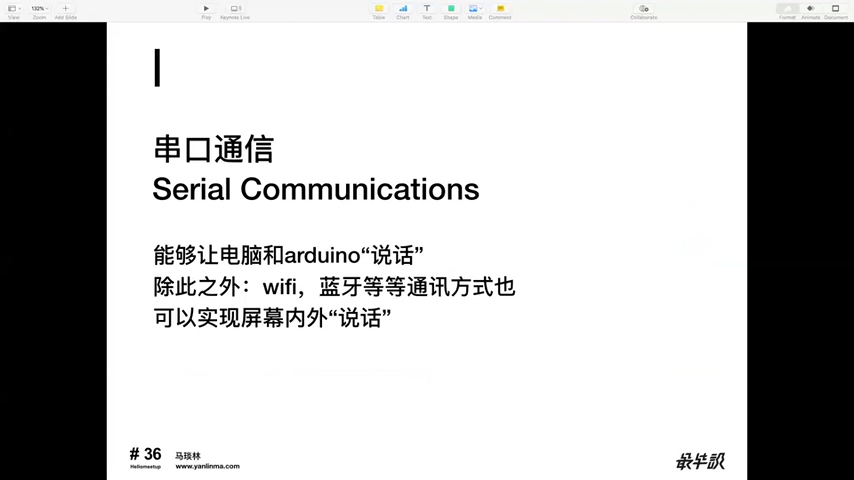 132%
View
Zoom
Add Slide
Play
Keynote Live
Table
Chart
Text
Shape
Media
Comment
Collaborate
Format
Animate
Document
串口通信
Serial Communications
能够让电脑和arduino“说话”
除此之外：wifi，蓝牙等等通讯方式也
可以实现屏幕内外“说话”
# 36
Hellomeetup
马琰林
www.yanlinma.com